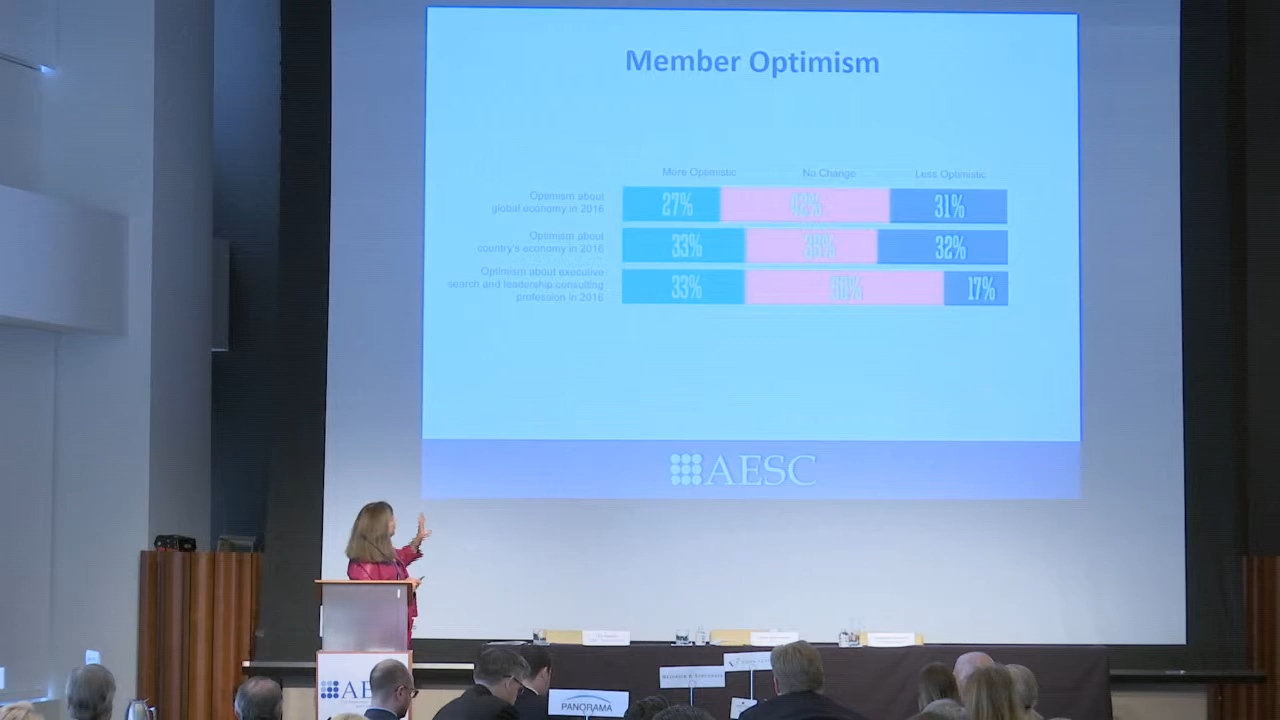 Member Optimism
More Optimistic No Change Less Optimistic
Optimism about
global economy in 2016
27% 42% 31%
Optimism about
country's economy in 2016
33% 35% 32%
Optimism about executive
search and leadership consulting
profession in 2016
33% 17%
AESC
AE
PANORAMA